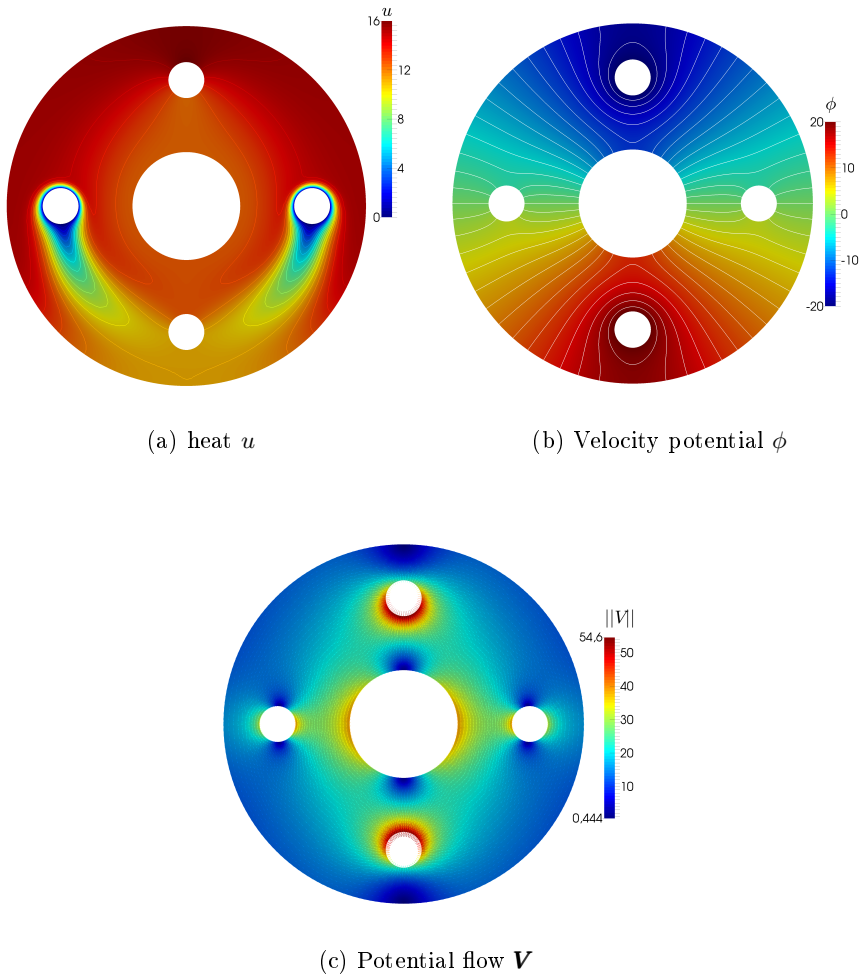 u
16
12
8
4
0
ϕ
20
10
0
-10
-20
(a) heat u
(b) Velocity potential ϕ
||V||
54,6
50
40
30
20
10
0,444
(c) Potential flow V